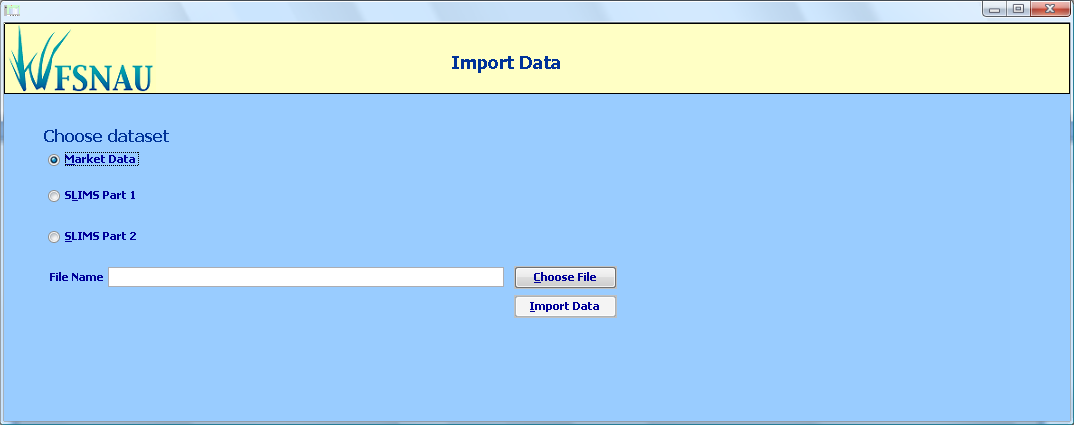 FSNAU
Import Data
Choose dataset
Market Data
SLIMS Part 1
SLIMS Part 2
File Name
Choose File
Import Data